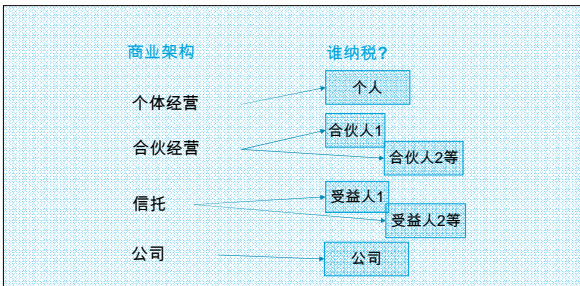 商业架构 谁纳税?
个体经营 个人
合伙人1
合伙经营
合伙人2等
受益人1
信托
受益人2等
公司 公司